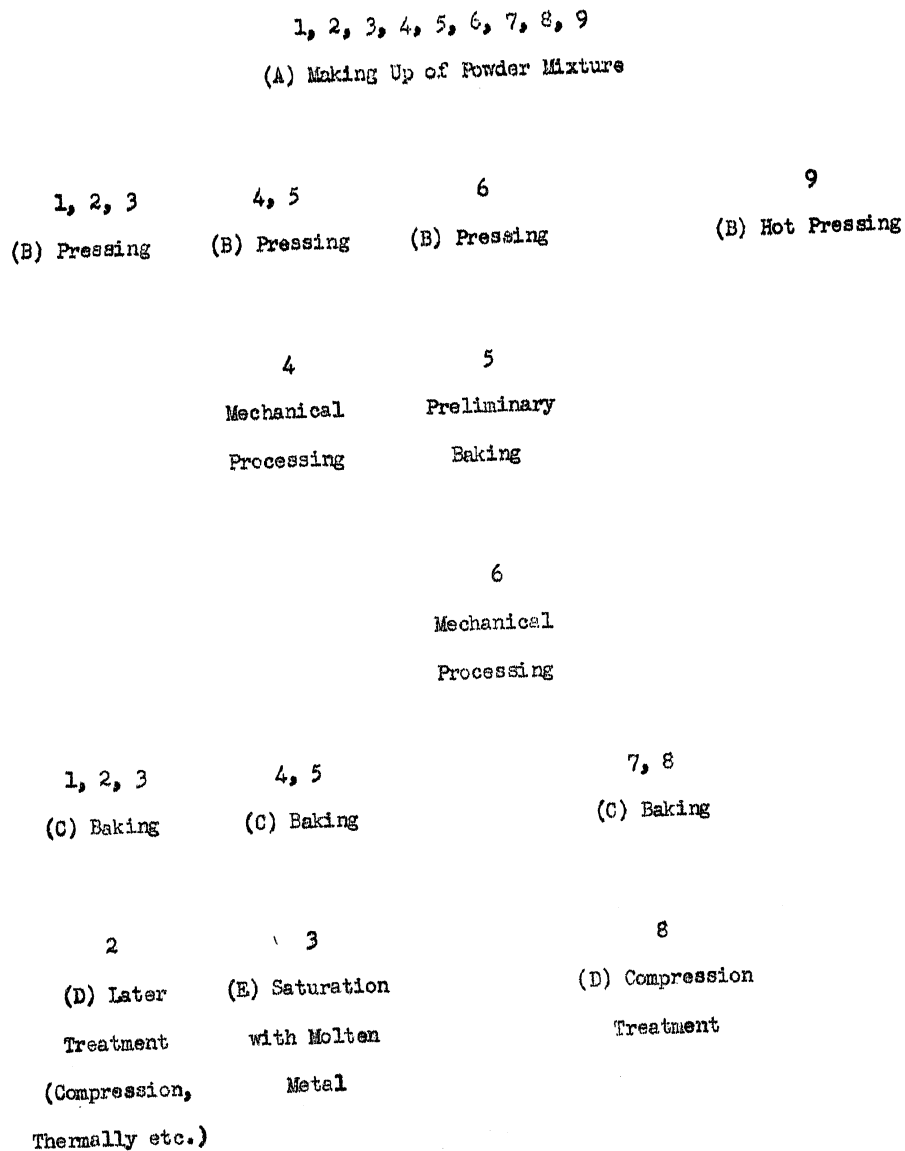 1, 2, 3, 4, 5, 6, 7, 8, 9
(A) Making Up of Powder Mixture
1, 2, 3
(B) Pressing
4, 5
(B) Pressing
6
(B) Pressing
9
(B) Hot Pressing
4
Mechanical
Processing
5
Preliminary
Baking
6
Mechanical
Processing
1, 2, 3
(C) Baking
4, 5
(C) Baking
7, 8
(C) Baking
2
(D) Later
Treatment
(Compression,
Thermally etc.)
3
(E) Saturation
with Molten
Metal
8
(D) Compression
Treatment